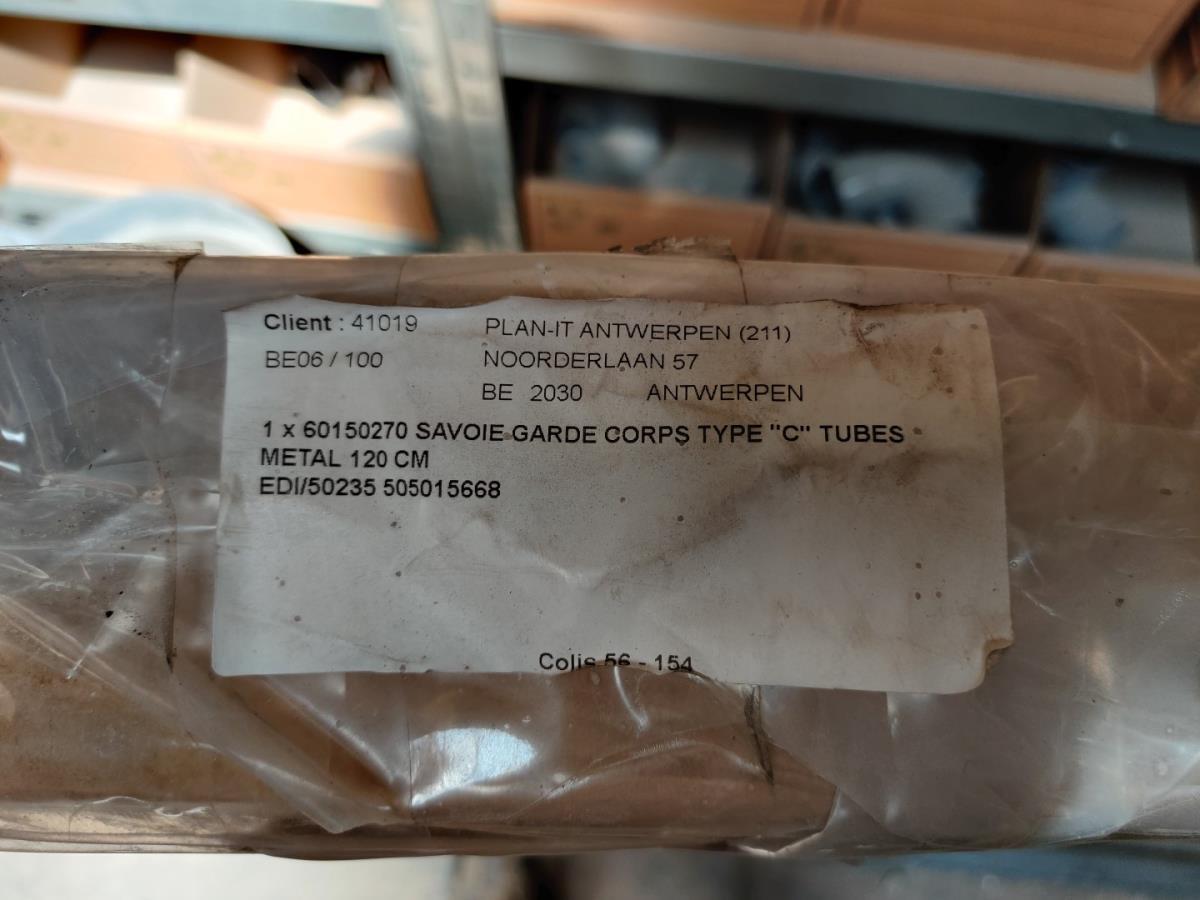 Client : 41019 PLAN-IT ANTWERPEN (211)
BE06 / 100 NOORDERLAAN 57
BE 2030 ANTWERPEN
1 x 60150270 SAVOIE GARDE CORPS TYPE "C" TUBES
METAL 120 CM
EDI/50235 505015668
Colis 56 - 154